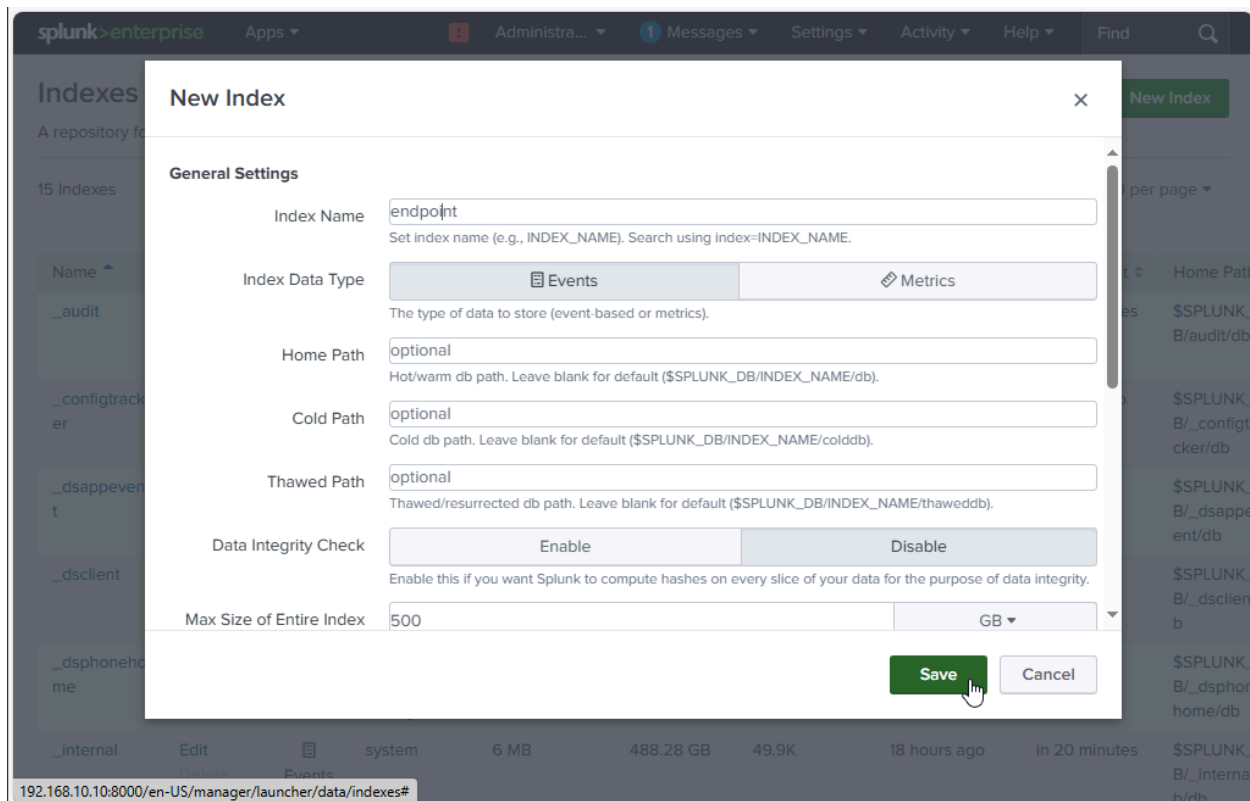 splunk>enterprise Apps ! Administra... 1 Messages Settings Activity Help Find
Indexes
New Index
A repository fo
15 Indexes
per page
New Index
General Settings
Index Name endpoint
Set index name (e.g., INDEX_NAME). Search using index=INDEX_NAME.
Index Data Type Events Metrics
The type of data to store (event-based or metrics).
Home Path optional
Hot/warm db path. Leave blank for default ($SPLUNK_DB/INDEX_NAME/db).
Cold Path optional
Cold db path. Leave blank for default ($SPLUNK_DB/INDEX_NAME/colddb).
Thawed Path optional
Thawed/resurrected db path. Leave blank for default ($SPLUNK_DB/INDEX_NAME/thaweddb).
Data Integrity Check Enable Disable
Enable this if you want Splunk to compute hashes on every slice of your data for the purpose of data integrity.
Max Size of Entire Index 500 GB
Save Cancel
Name Home Pat
_audit es $SPLUNK_
B/audit/db
_configtrack $SPLUNK_
er B/_configt
cker/db
_dsappeven $SPLUNK_
t B/_dsappe
ent/db
_dsclient $SPLUNK_
B/_dsclien
b
_dsphoneho $SPLUNK_
me B/_dsphon
home/db
_internal Edit system 6 MB 488.28 GB 49.9K 18 hours ago in 20 minutes $SPLUNK_
Delete Events B/_interna
b/db
192.168.10.10:8000/en-US/manager/launcher/data/indexes#